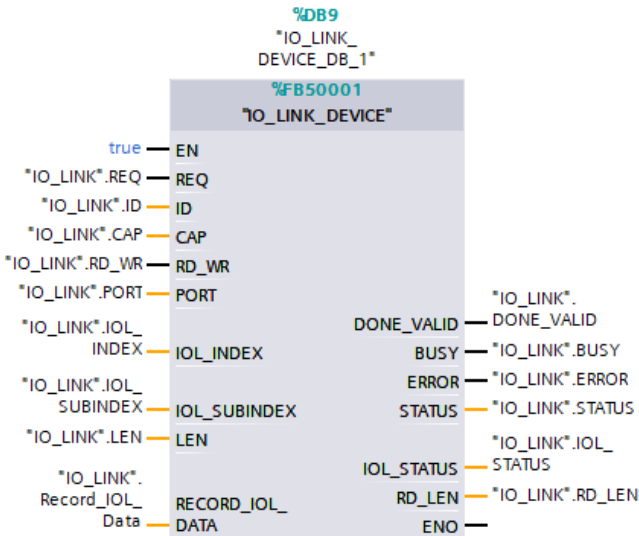 %DB9
"IO_LINK_
DEVICE_DB_1"
%FB50001
"IO_LINK_DEVICE"
true EN
"IO_LINK".REQ REQ
"IO_LINK".ID ID
"IO_LINK".CAP CAP
"IO_LINK".RD_WR RD_WR
"IO_LINK".PORT PORT
"IO_LINK".IOL_
INDEX IOL_INDEX
"IO_LINK".IOL_
SUBINDEX IOL_SUBINDEX
"IO_LINK".LEN LEN
"IO_LINK".
Record_IOL_
Data
RECORD_IOL_
DATA
"IO_LINK".
DONE_VALID DONE_VALID
BUSY "IO_LINK".BUSY
ERROR "IO_LINK".ERROR
STATUS "IO_LINK".STATUS
"IO_LINK".IOL_
IOL_STATUS STATUS
RD_LEN "IO_LINK".RD_LEN
ENO